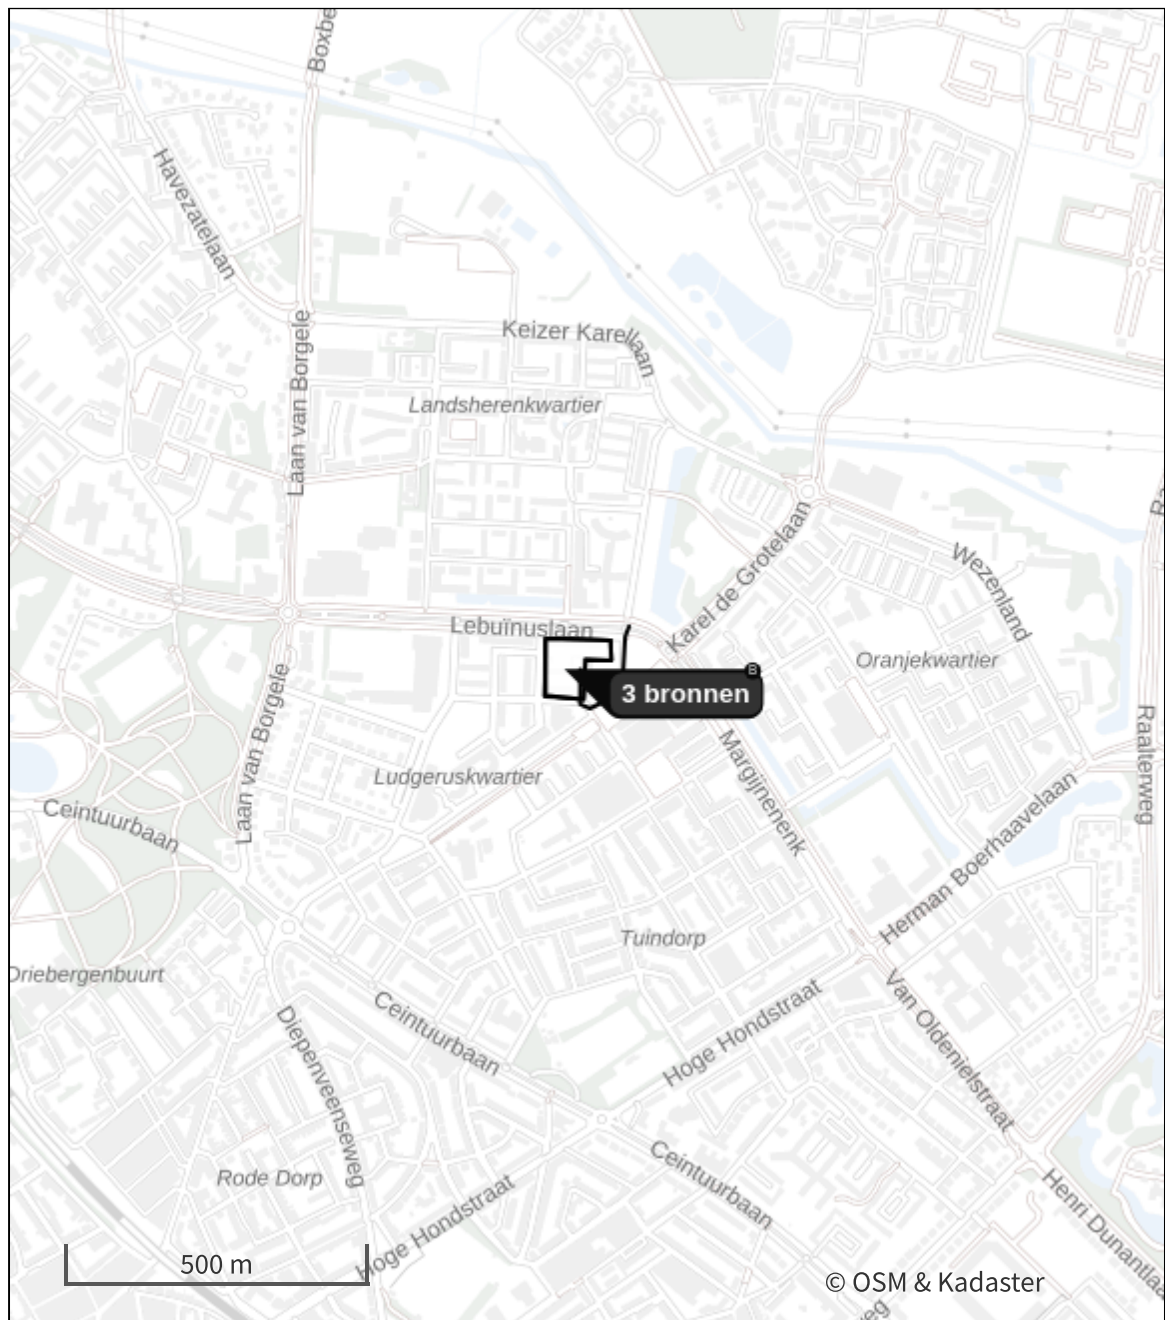 Boxbe
Havezatelaan
Laan van Borgele
Keizer Karellaan
Landsherenkwartier
Karel de Grotelaan
Wezenland
Lebuïnuslaan
Oranjekwartier
B
3 bronnen
Laan van Borgele
Ludgeruskwartier
Margijnenenk
Raalterweg
Ceintuurbaan
Herman Boerhaavelaan
Tuindorp
Driebergenbuurt
Ceintuurbaan
Hoge Hondstraat
Van Oldenielstraat
Diepenveenseweg
Rode Dorp
Ceintuurbaan
Hoge Hondstraat
Henri Dunantlaa
500 m
© OSM & Kadaster
eg